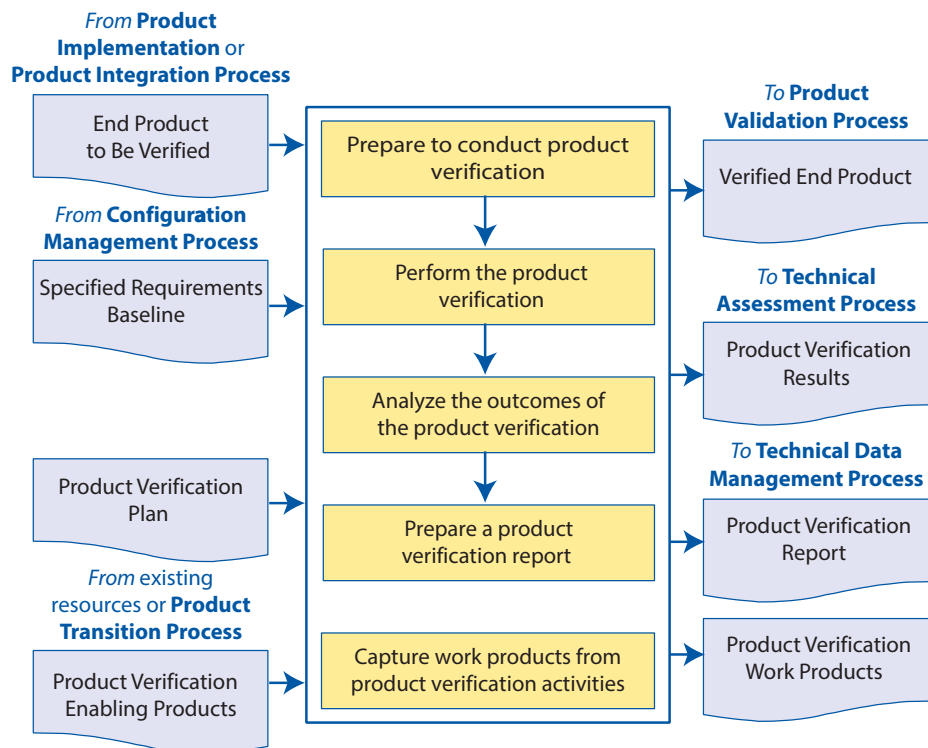 From Product
Implementation or
Product Integration Process
End Product
to Be Verified
From Configuration
Management Process
Specified Requirements
Baseline
Product Verification
Plan
From existing
resources or Product
Transition Process
Product Verification
Enabling Products
Prepare to conduct product
verification
Perform the product
verification
Analyze the outcomes of
the product verification
Prepare a product
verification report
Capture work products from
product verification activities
To Product
Validation Process
Verified End Product
To Technical
Assessment Process
Product Verification
Results
To Technical Data
Management Process
Product Verification
Report
Product Verification
Work Products